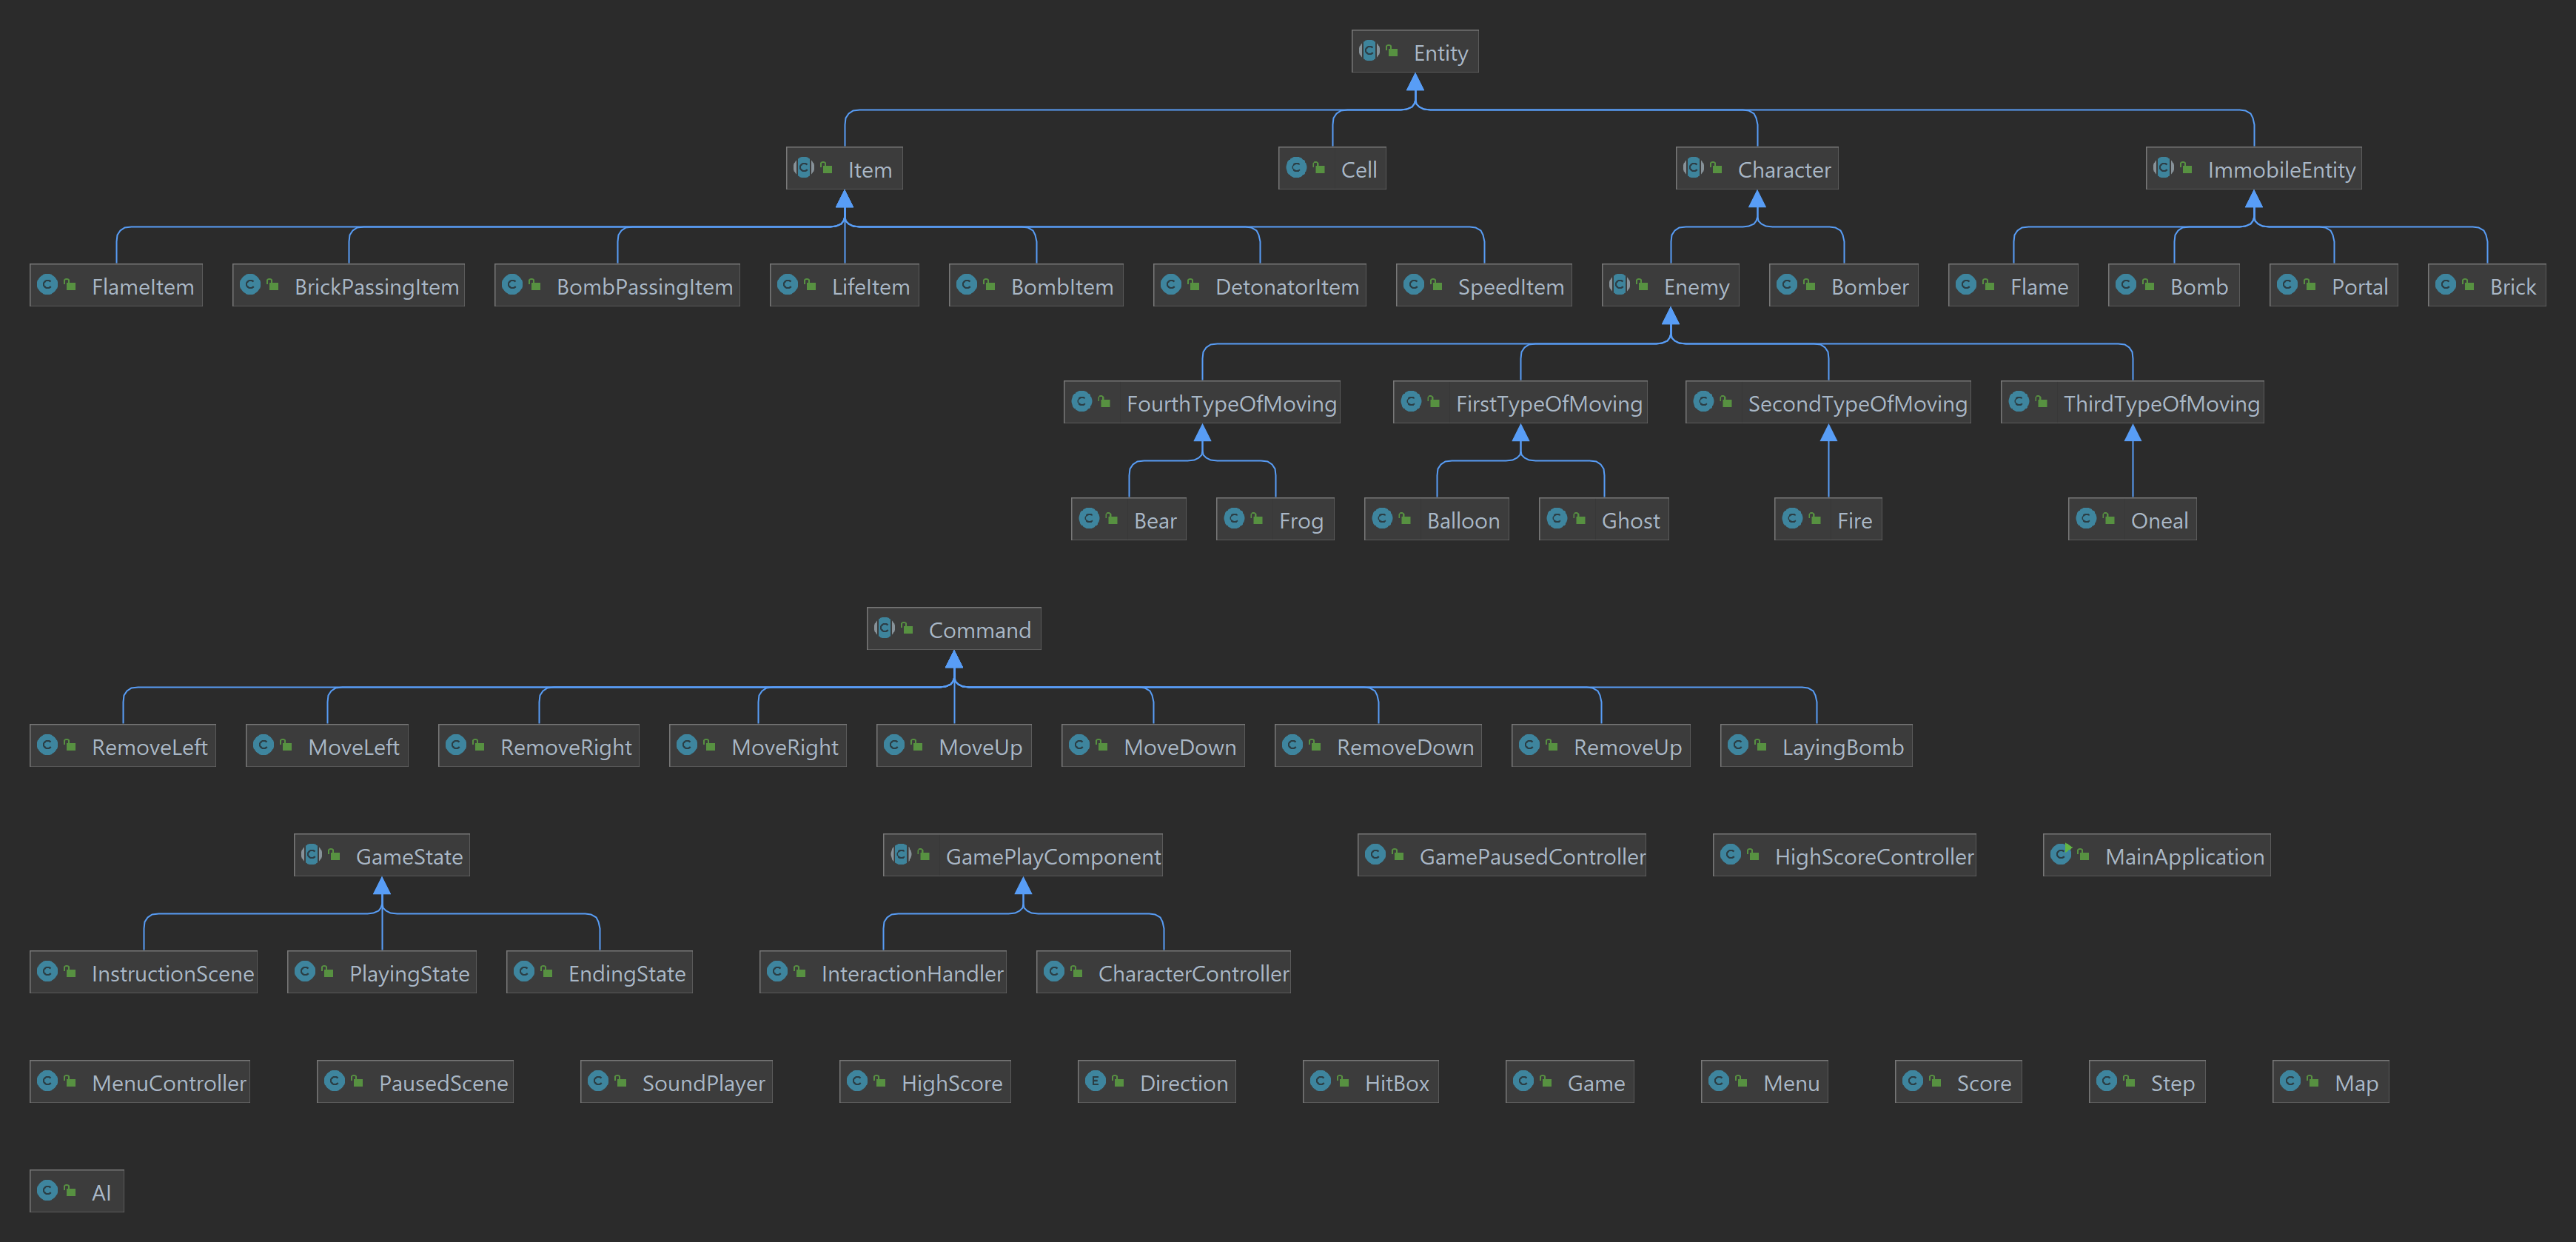 Entity
Item Cell Character ImmobileEntity
FlameItem BrickPassingItem BombPassingItem LifeItem BombItem DetonatorItem SpeedItem Enemy Bomber Flame Bomb Portal Brick
FourthTypeOfMoving FirstTypeOfMoving SecondTypeOfMoving ThirdTypeOfMoving
Bear Frog Balloon Ghost Fire Oneal
Command
RemoveLeft MoveLeft RemoveRight MoveRight MoveUp MoveDown RemoveDown RemoveUp LayingBomb
GameState GamePlayComponent GamePausedController HighScoreController MainApplication
InstructionScene PlayingState EndingState InteractionHandler CharacterController
MenuController PausedScene SoundPlayer HighScore Direction HitBox Game Menu Score Step Map
AI